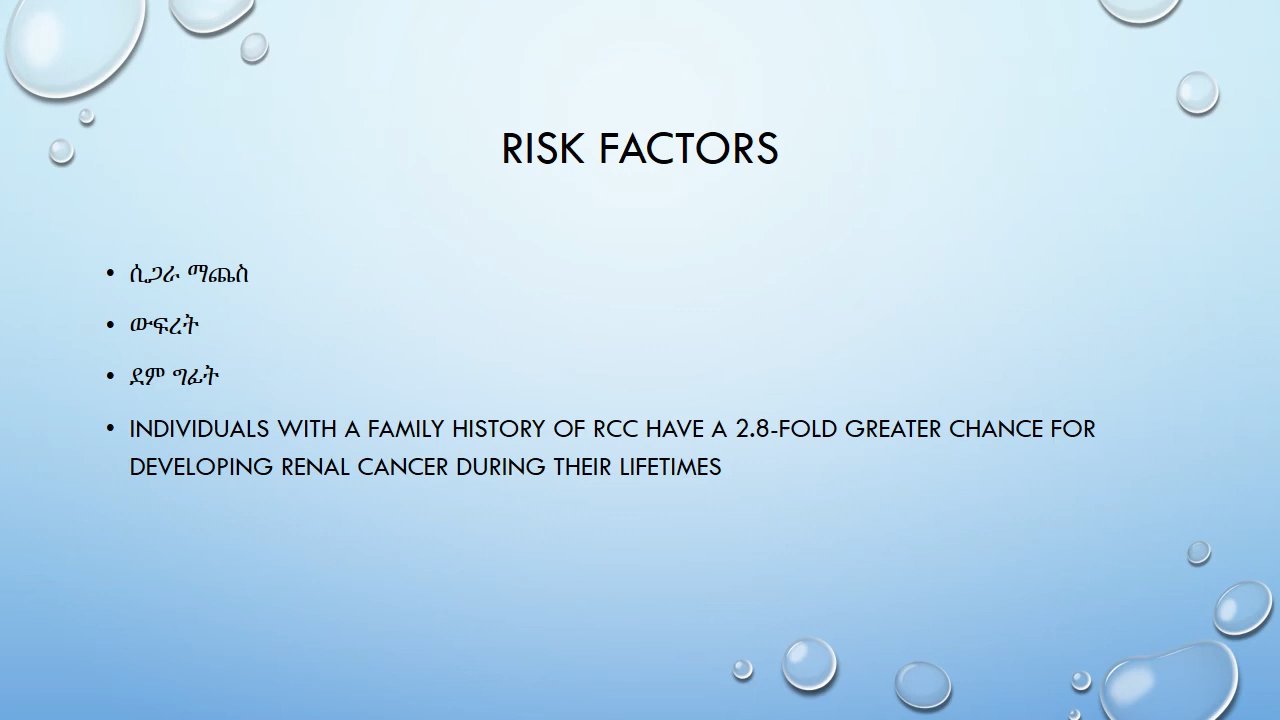 RISK FACTORS
• ሲጋራ ማጨስ
• ውፍረት
• ደም ግፊት
• INDIVIDUALS WITH A FAMILY HISTORY OF RCC HAVE A 2.8-FOLD GREATER CHANCE FOR
DEVELOPING RENAL CANCER DURING THEIR LIFETIMES